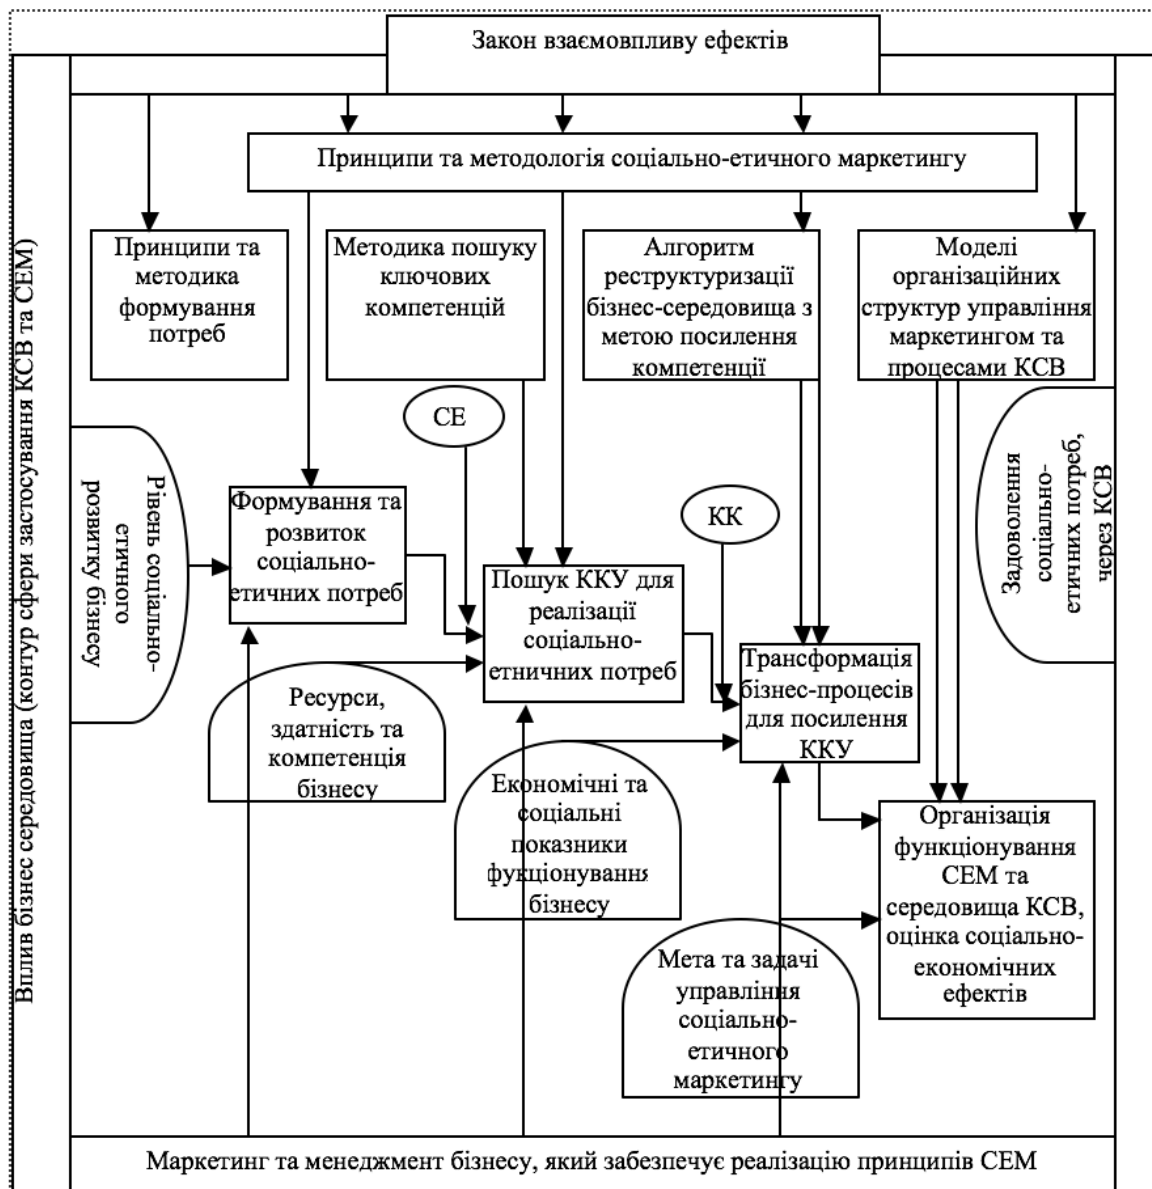 Закон взаємовпливу ефектів
Принципи та методологія соціально-етичного маркетингу
Принципи та
методика
формування
потреб
Методика пошуку
ключових
компетенцій
Алгоритм
реструктуризації
бізнес-середовища з
метою посилення
компетенції
Моделі
організаційних
структур управління
маркетингом та
процесами КСВ
Вплив бізнес середовища (контур сфери застосування КСВ та СЕМ)
СЕ
КК
Рівень соціально-
етичного
розвитку бізнесу
Задоволення
соціально-
етичних потреб,
через КСВ
Формування та
розвиток
соціально-
етичних потреб
Пошук ККУ для
реалізації
соціально-
етничних потреб
Трансформація
бізнес-процесів
для посилення
ККУ
Ресурси,
здатність та
компетенція
бізнесу
Економічні та
соціальні
показники
фукціонування
бізнесу
Організація
функціонування
СЕМ та
середовища КСВ,
оцінка соціально-
економічних
ефектів
Мета та задачі
управління
соціально-
етичного
маркетингу
Маркетинг та менеджмент бізнесу, який забезпечує реалізацію принципів СЕМ